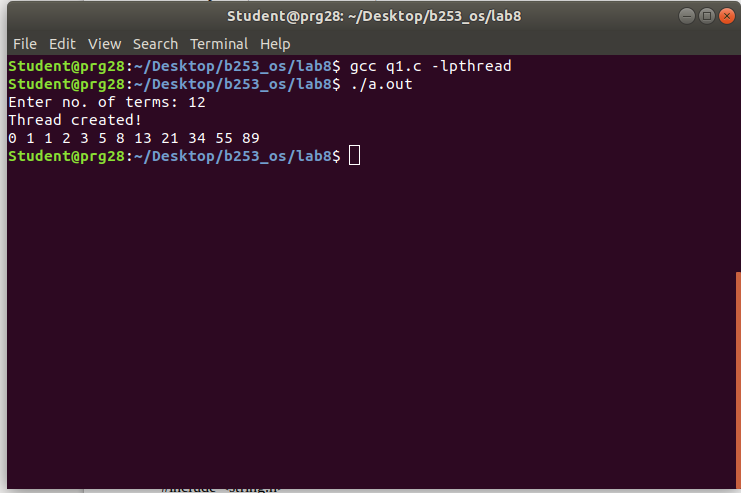 Student@prg28: ~/Desktop/b253_os/lab8
File Edit View Search Terminal Help
Student@prg28:~/Desktop/b253_os/lab8$ gcc q1.c -lpthread
Student@prg28:~/Desktop/b253_os/lab8$ ./a.out
Enter no. of terms: 12
Thread created!
0 1 1 2 3 5 8 13 21 34 55 89
Student@prg28:~/Desktop/b253_os/lab8$